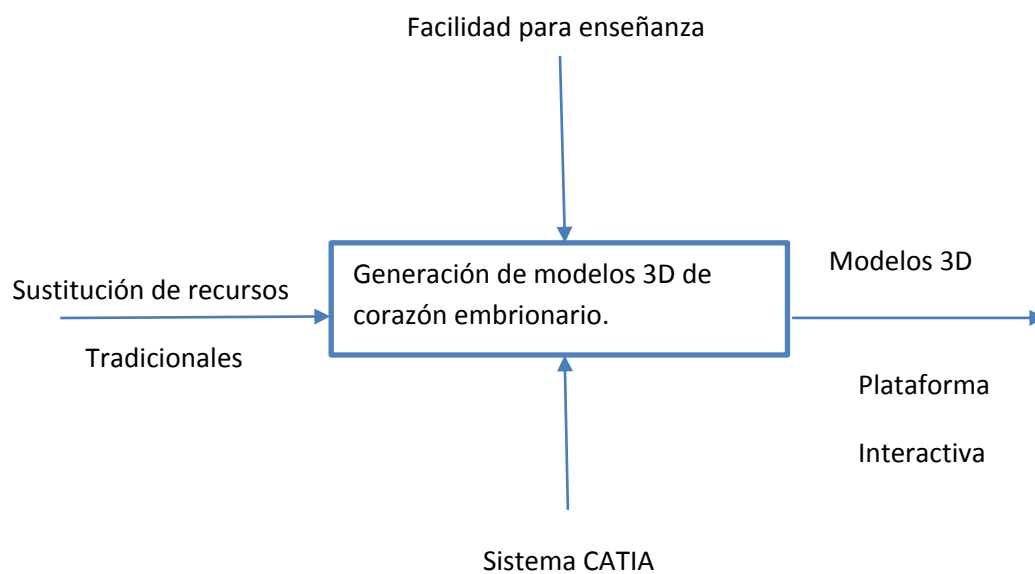 Facilidad para enseñanza
Generación de modelos 3D de
corazón embrionario.
Sustitución de recursos
Tradicionales
Modelos 3D
Plataforma
Interactiva
Sistema CATIA